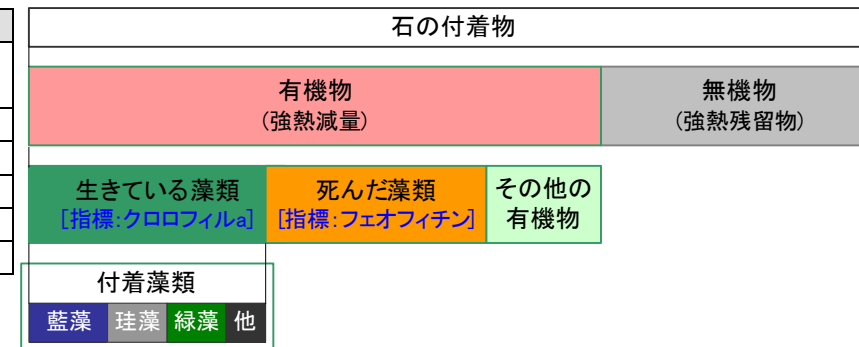 石の付着物
有機物
(強熱減量)
無機物
(強熱残留物)
生きている藻類
[指標:クロロフィルa]
死んだ藻類
[指標:フェオフィチン]
その他の
有機物
付着藻類
藍藻 珪藻 緑藻 他